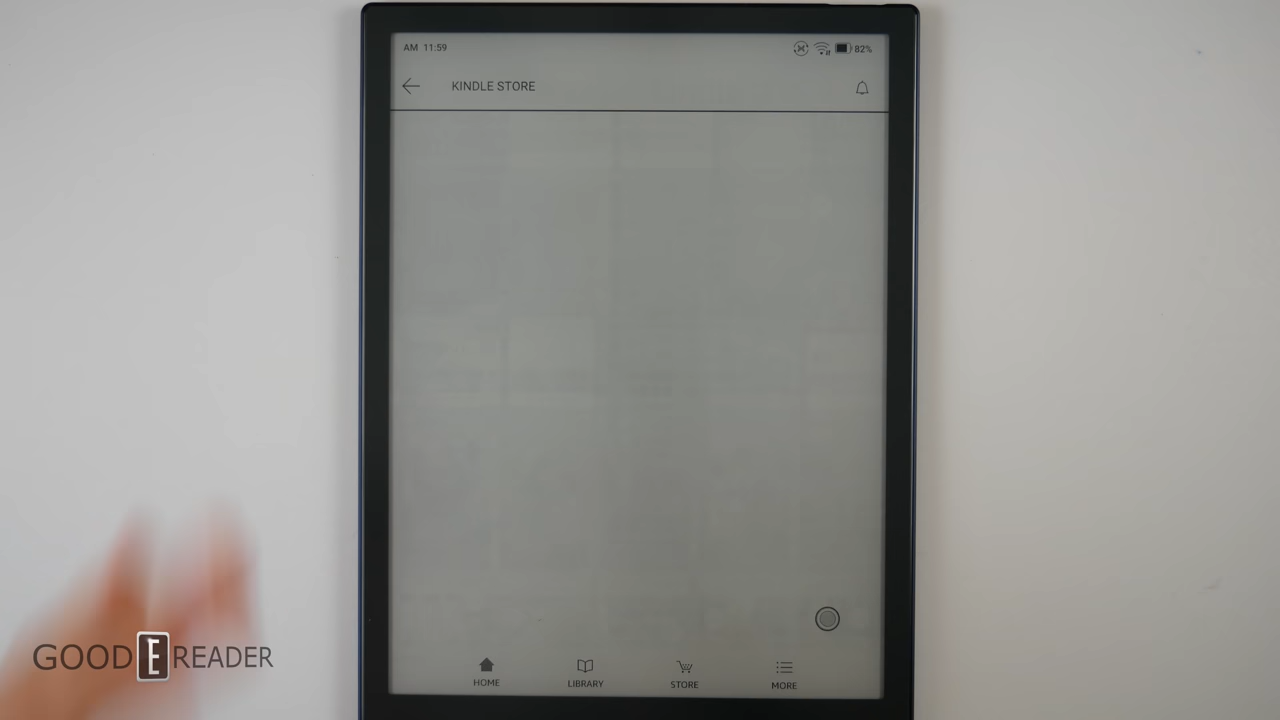 AM 11:59
82%
KINDLE STORE
HOME
LIBRARY
STORE
MORE
GOOD E READER